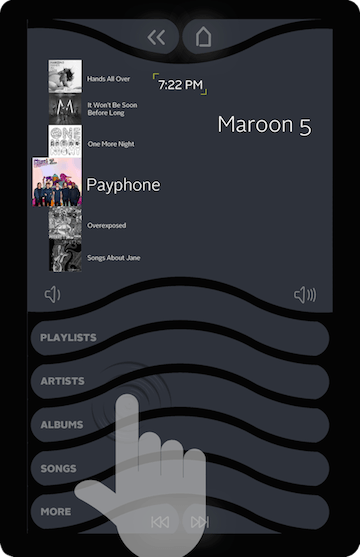 Hands All Over
7:22 PM
It Won't Be Soon
Before Long
Maroon 5
One More Night
Payphone
Overexposed
Songs About Jane
PLAYLISTS
ARTISTS
ALBUMS
SONGS
MORE